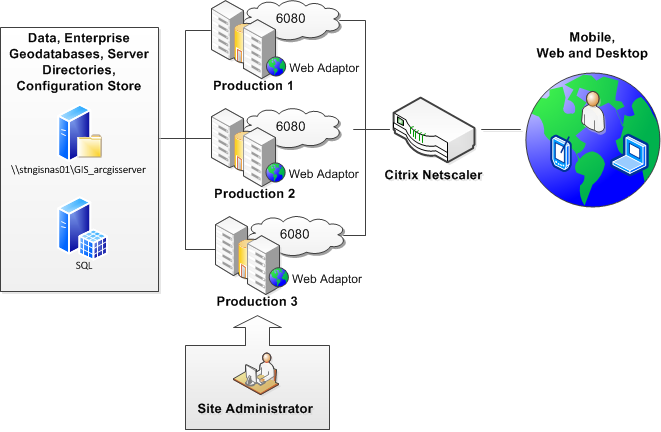 Data, Enterprise
Geodatabases, Server
Directories,
Configuration Store
\\stngisnas01\GIS_arcgisserver
SQL
6080
Web Adaptor
Production 1
6080
Web Adaptor
Production 2
6080
Web Adaptor
Production 3
Site Administrator
Citrix Netscaler
Mobile,
Web and Desktop